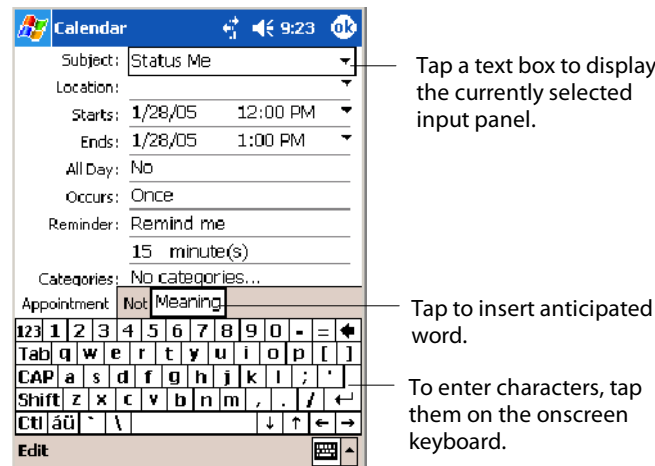 Calendar 9:23 ok
Subject: Status Me
Tap a text box to display
the currently selected
input panel.
Location:
Starts: 1/28/05 12:00 PM
Ends: 1/28/05 1:00 PM
All Day: No
Occurs: Once
Reminder: Remind me
15 minute(s)
Categories: No categories...
Appointment Not Meaning
Tap to insert anticipated
word.
123 1 2 3 4 5 6 7 8 9 0 - =
Tab q w e r t y u i o p [ ]
CAP a s d f g h j k l ; '
Shift z x c v b n m , . /
Ctl áü ` \ ↓ ↑ ← →
To enter characters, tap
them on the onscreen
keyboard.
Edit